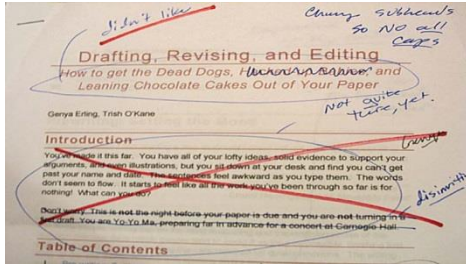 didn't like
Chung subheads
so NO all
caps
Drafting, Revising, and Editing
How to get the Dead Dogs, and
Leaning Chocolate Cakes Out of Your Paper
Not quite
true, yet.
Genya Erling, Trish O'Kane
Introduction
You've made it this far. You have all of your lofty ideas, solid evidence to support your
arguments, and even illustrations, but you sit down at your desk and find you can't get
past your name and date. The sentences feel awkward as you type them. The words
don't seem to flow. It starts to feel like all the work you've been through so far is for
nothing! What can you do?
Don't worry. This is not the night before your paper is due and you are not turning in a
first draft. You are Yo-Yo Ma, preparing far in advance for a concert at Carnegie Hall.
Table of Contents